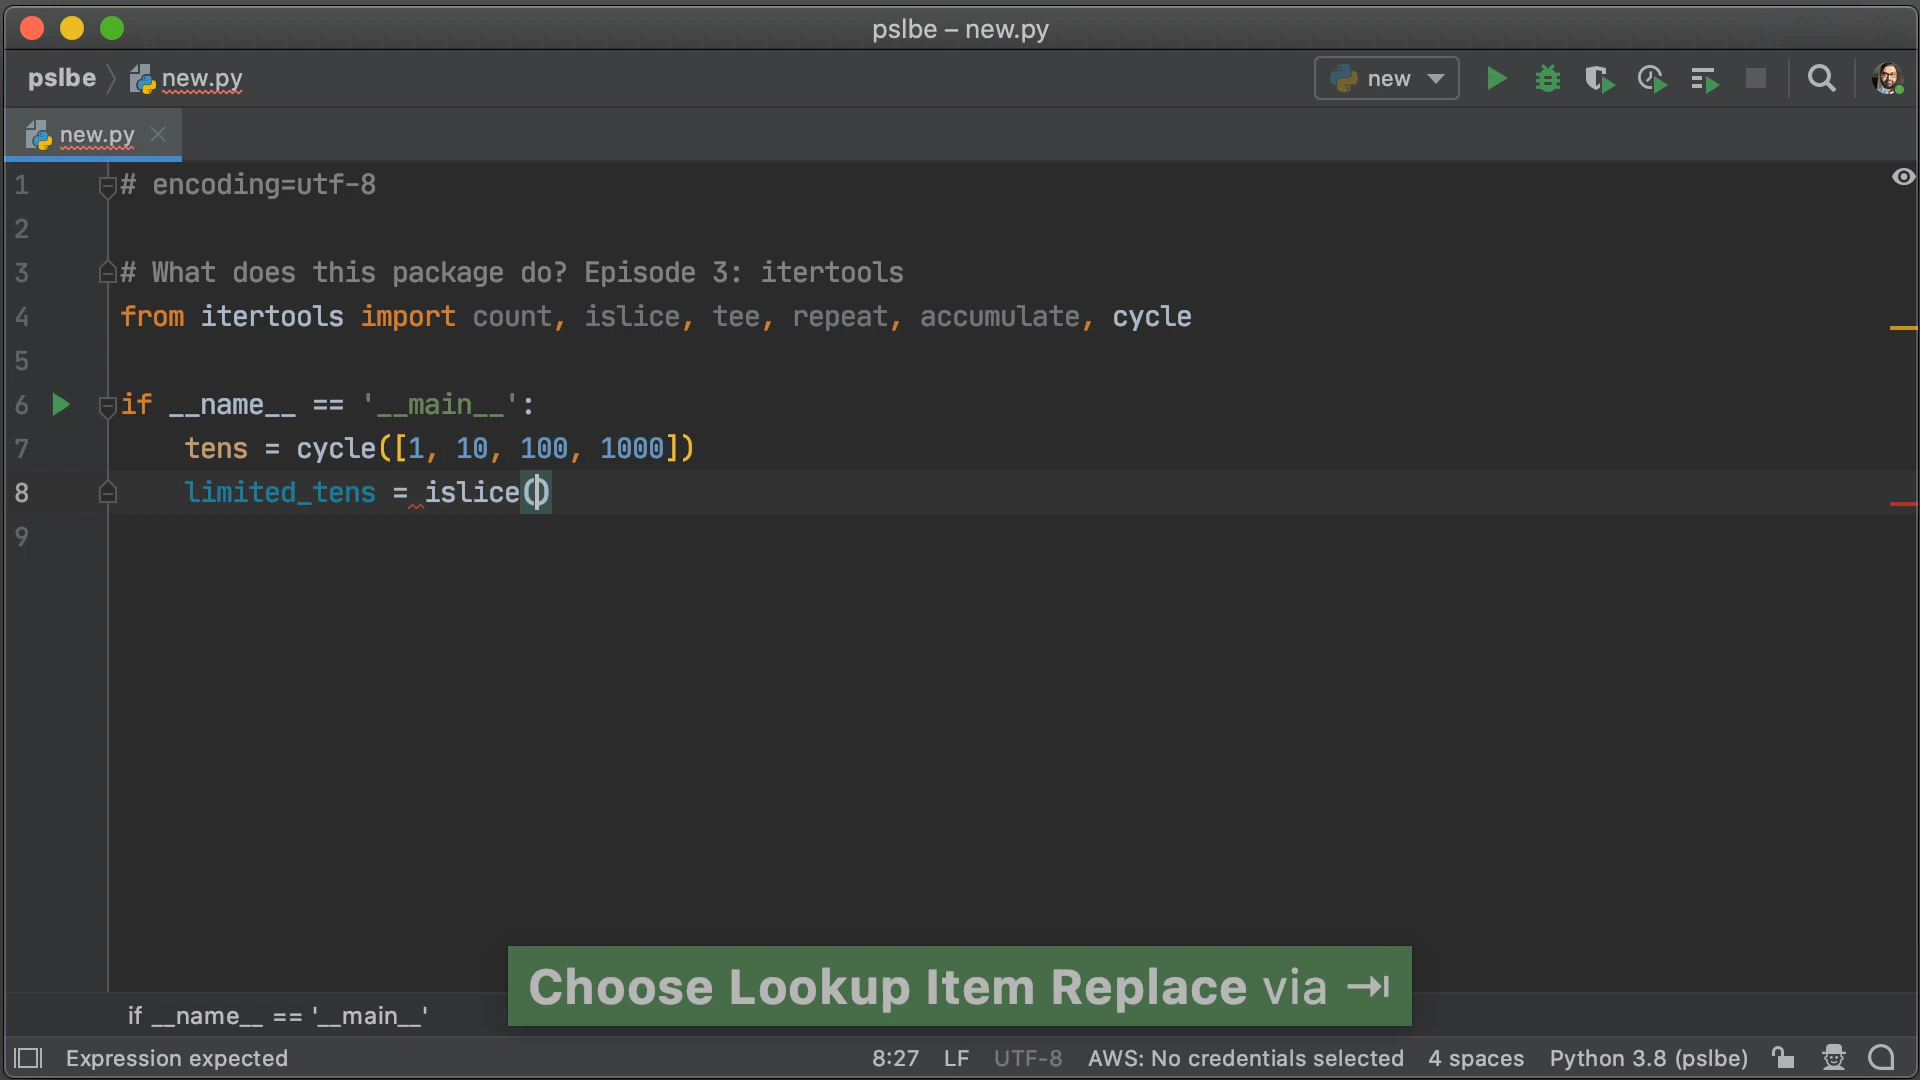 pslbe – new.py
pslbe new.py new
new.py
1 # encoding=utf-8
2
3 # What does this package do? Episode 3: itertools
4 from itertools import count, islice, tee, repeat, accumulate, cycle
5
6 if __name__ == '__main__':
7 tens = cycle([1, 10, 100, 1000])
8 limited_tens = islice()
9
Choose Lookup Item Replace via ⇥
if __name__ == '__main__'
Expression expected 8:27 LF UTF-8 AWS: No credentials selected 4 spaces Python 3.8 (pslbe)